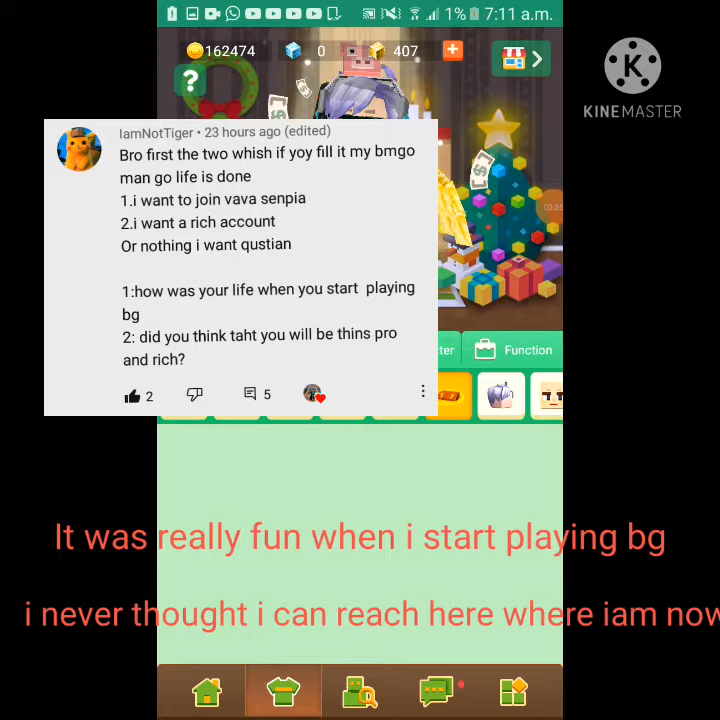 1% 7:11 a.m.
162474 0 407 +
?
KINEMASTER
IamNotTiger • 23 hours ago (edited)
Bro first the two whish if yoy fill it my bmgo
man go life is done
1.i want to join vava senpia
2.i want a rich account
Or nothing i want qustian
1:how was your life when you start playing
bg
2: did you think taht you will be thins pro
and rich?
2 5
ter Function
It was really fun when i start playing bg
i never thought i can reach here where iam now